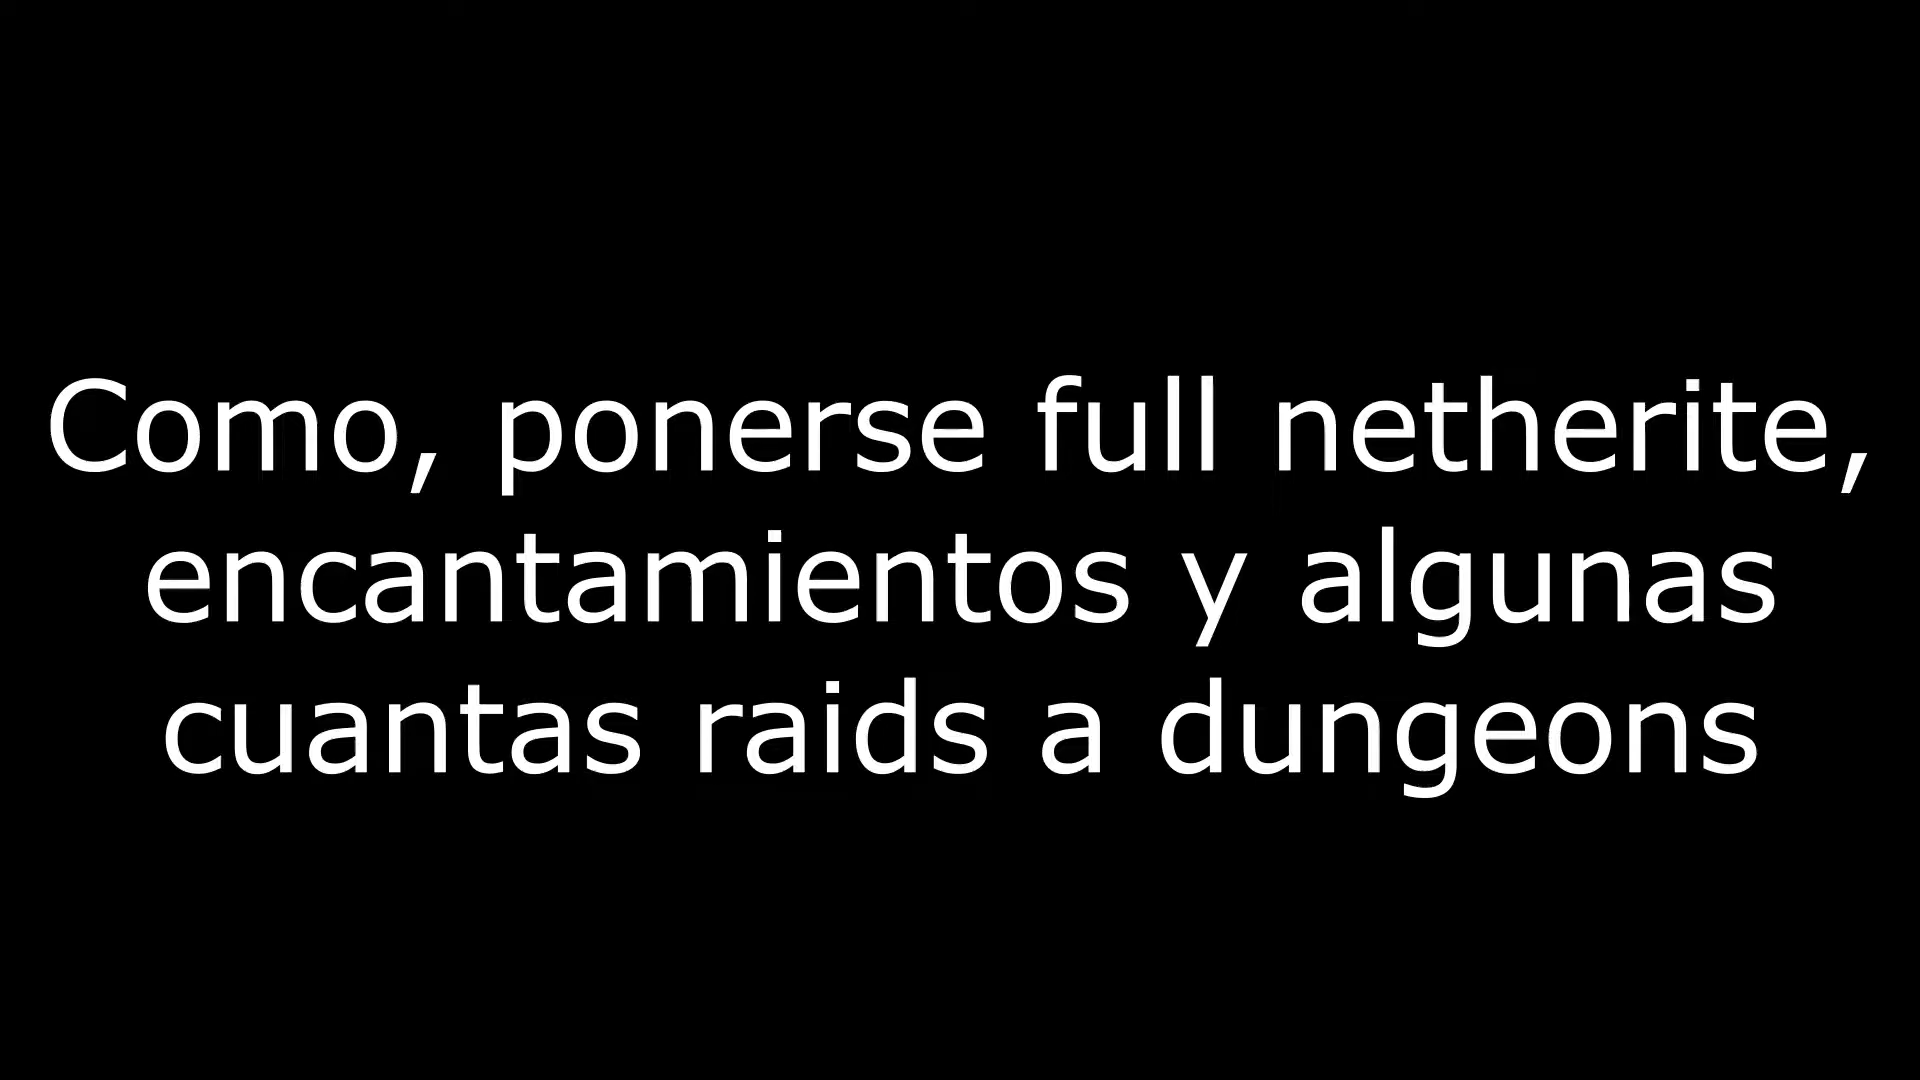 Como, ponerse full netherite,
encantamientos y algunas
cuantas raids a dungeons